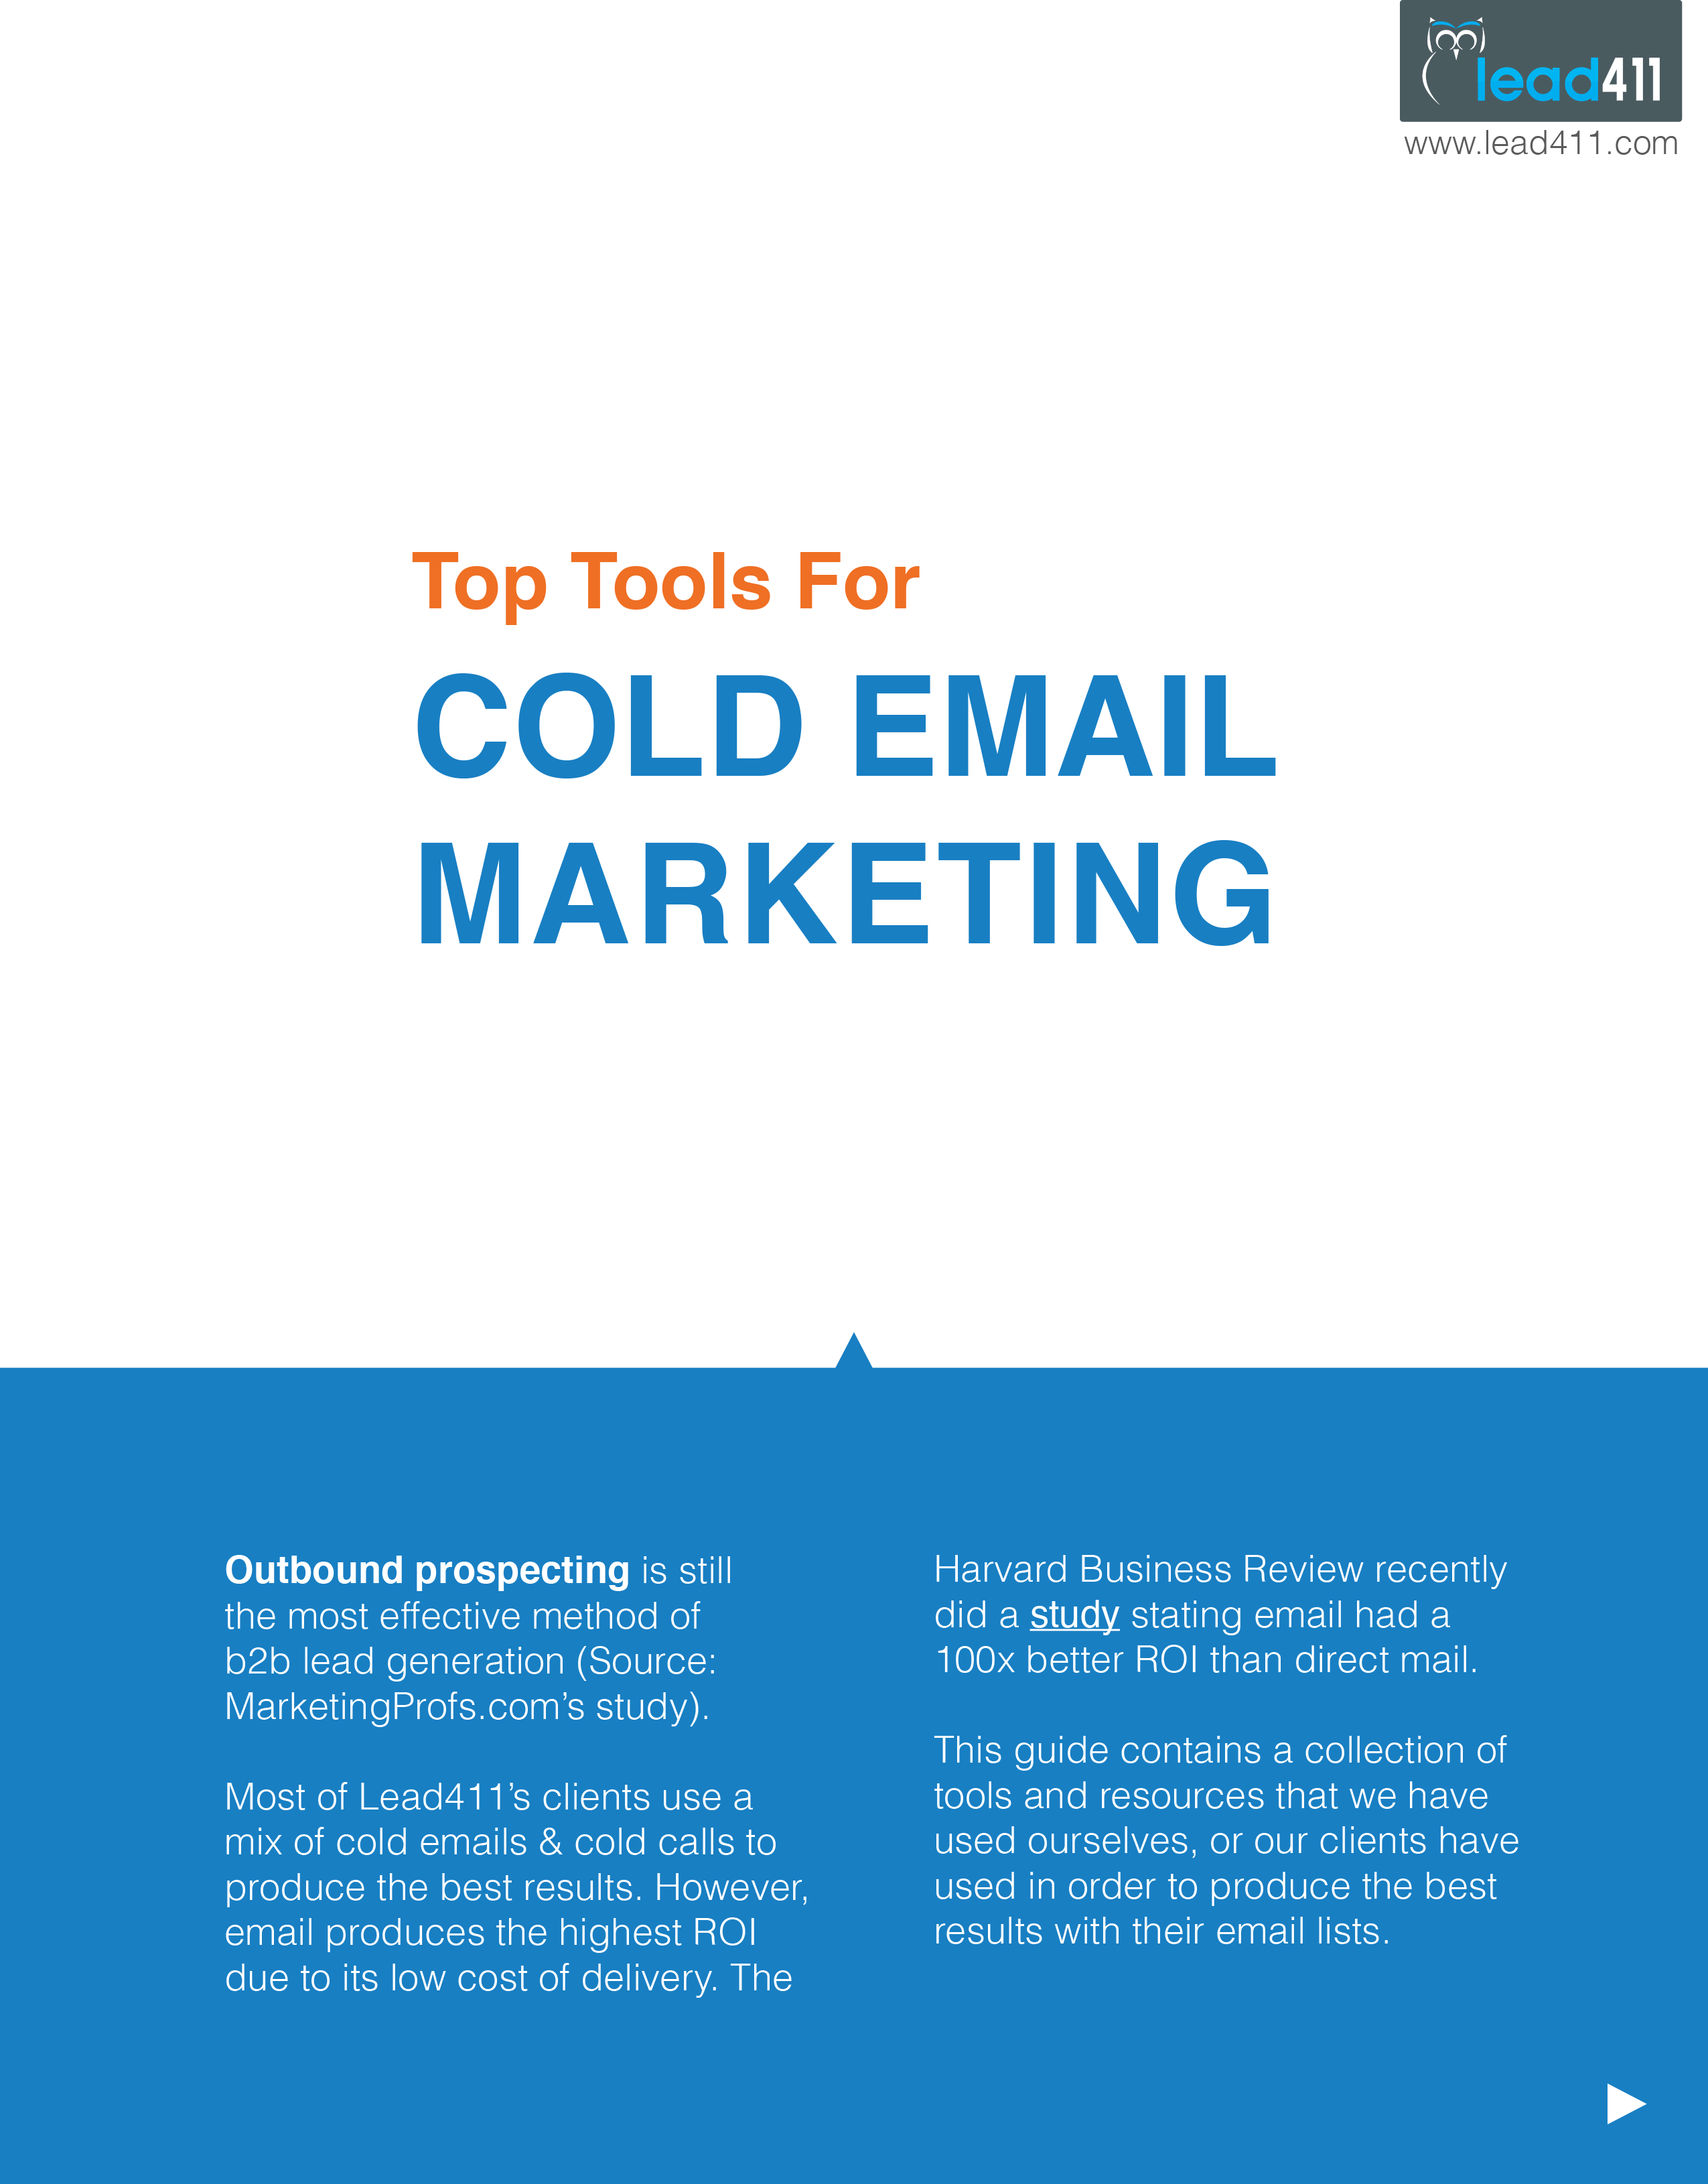 lead411
www.lead411.com
Top Tools For
COLD EMAIL
MARKETING
Outbound prospecting is still
the most effective method of
b2b lead generation (Source:
MarketingProfs.com’s study).
Most of Lead411’s clients use a
mix of cold emails & cold calls to
produce the best results. However,
email produces the highest ROI
due to its low cost of delivery. The
Harvard Business Review recently
did a study stating email had a
100x better ROI than direct mail.
This guide contains a collection of
tools and resources that we have
used ourselves, or our clients have
used in order to produce the best
results with their email lists.